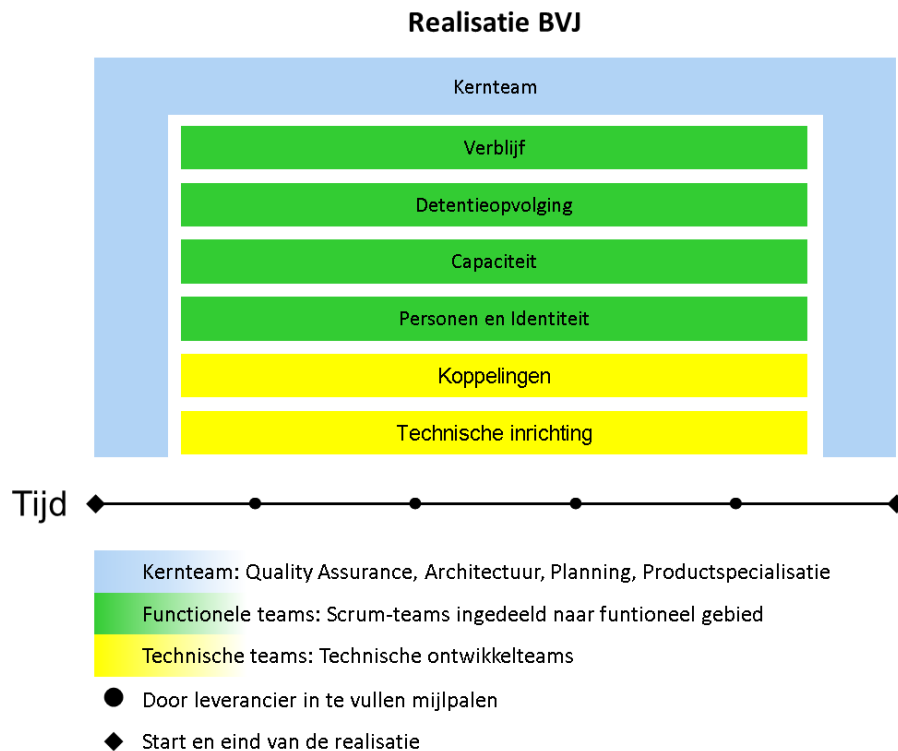 Realisatie BVJ
Kernteam
Verblijf
Detentieopvolging
Capaciteit
Personen en Identiteit
Koppelingen
Technische inrichting
Tijd
Kernteam: Quality Assurance, Architectuur, Planning, Productspecialisatie
Functionele teams: Scrum-teams ingedeeld naar funtioneel gebied
Technische teams: Technische ontwikkelteams
Door leverancier in te vullen mijlpalen
Start en eind van de realisatie